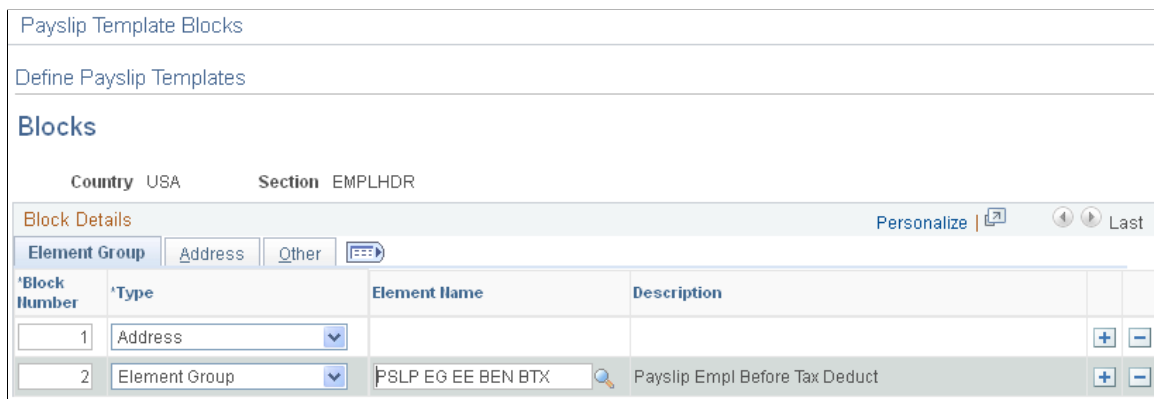 Payslip Template Blocks
Define Payslip Templates
Blocks
Country USA Section EMPLHDR
Block Details Personalize | Last
Element Group Address Other
*Block Number *Type Element Name Description
1 Address
2 Element Group PSLP EG EE BEN BTX Payslip Empl Before Tax Deduct